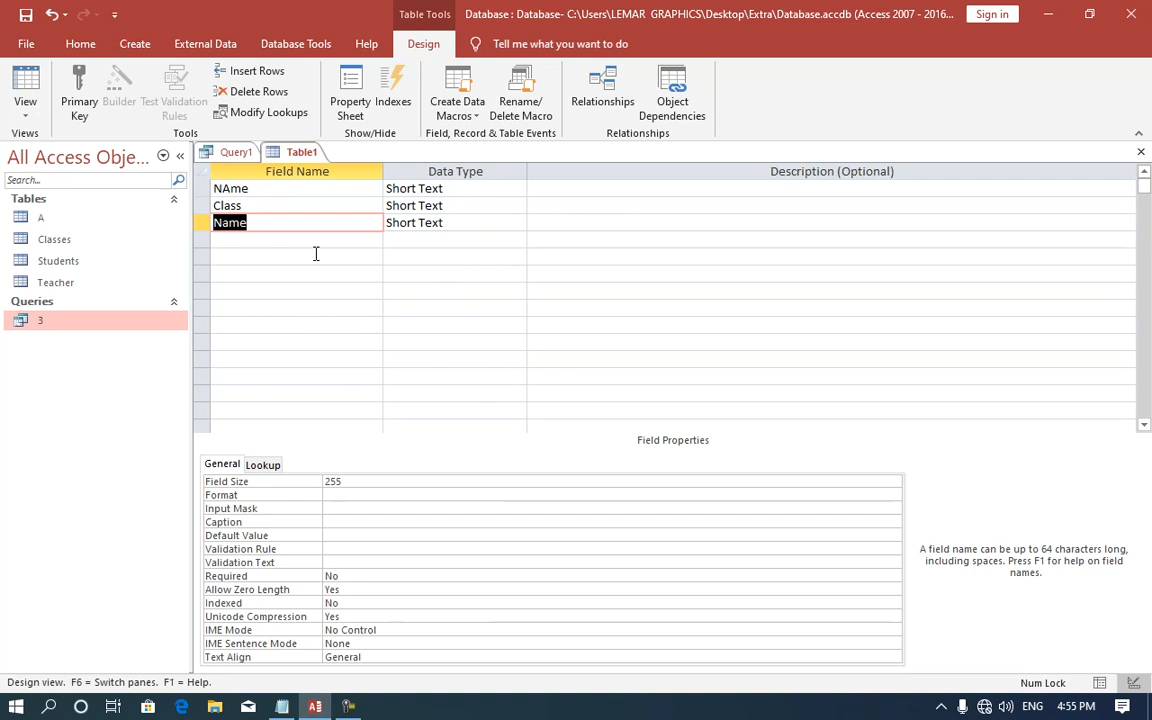 Table Tools
Database : Database- C:\Users\LEMAR GRAPHICS\Desktop\Extra\Database.accdb (Access 2007 - 2016...
Sign in
File
Home
Create
External Data
Database Tools
Help
Design
Tell me what you want to do
View
Primary Key
Builder
Test Validation Rules
Insert Rows
Delete Rows
Modify Lookups
Property Sheet
Indexes
Create Data Macros
Rename/ Delete Macro
Relationships
Object Dependencies
Views
Tools
Show/Hide
Field, Record & Table Events
Relationships
All Access Obje...
Search...
Tables
A
Classes
Students
Teacher
Queries
3
Query1
Table1
Field Name Data Type Description (Optional)
NAme Short Text
Class Short Text
Name Short Text
Field Properties
General
Lookup
Field Size 255
Format
Input Mask
Caption
Default Value
Validation Rule
Validation Text
Required No
Allow Zero Length Yes
Indexed No
Unicode Compression Yes
IME Mode No Control
IME Sentence Mode None
Text Align General
A field name can be up to 64 characters long,
including spaces. Press F1 for help on field
names.
Design view. F6 = Switch panes. F1 = Help.
Num Lock
ENG
4:55 PM